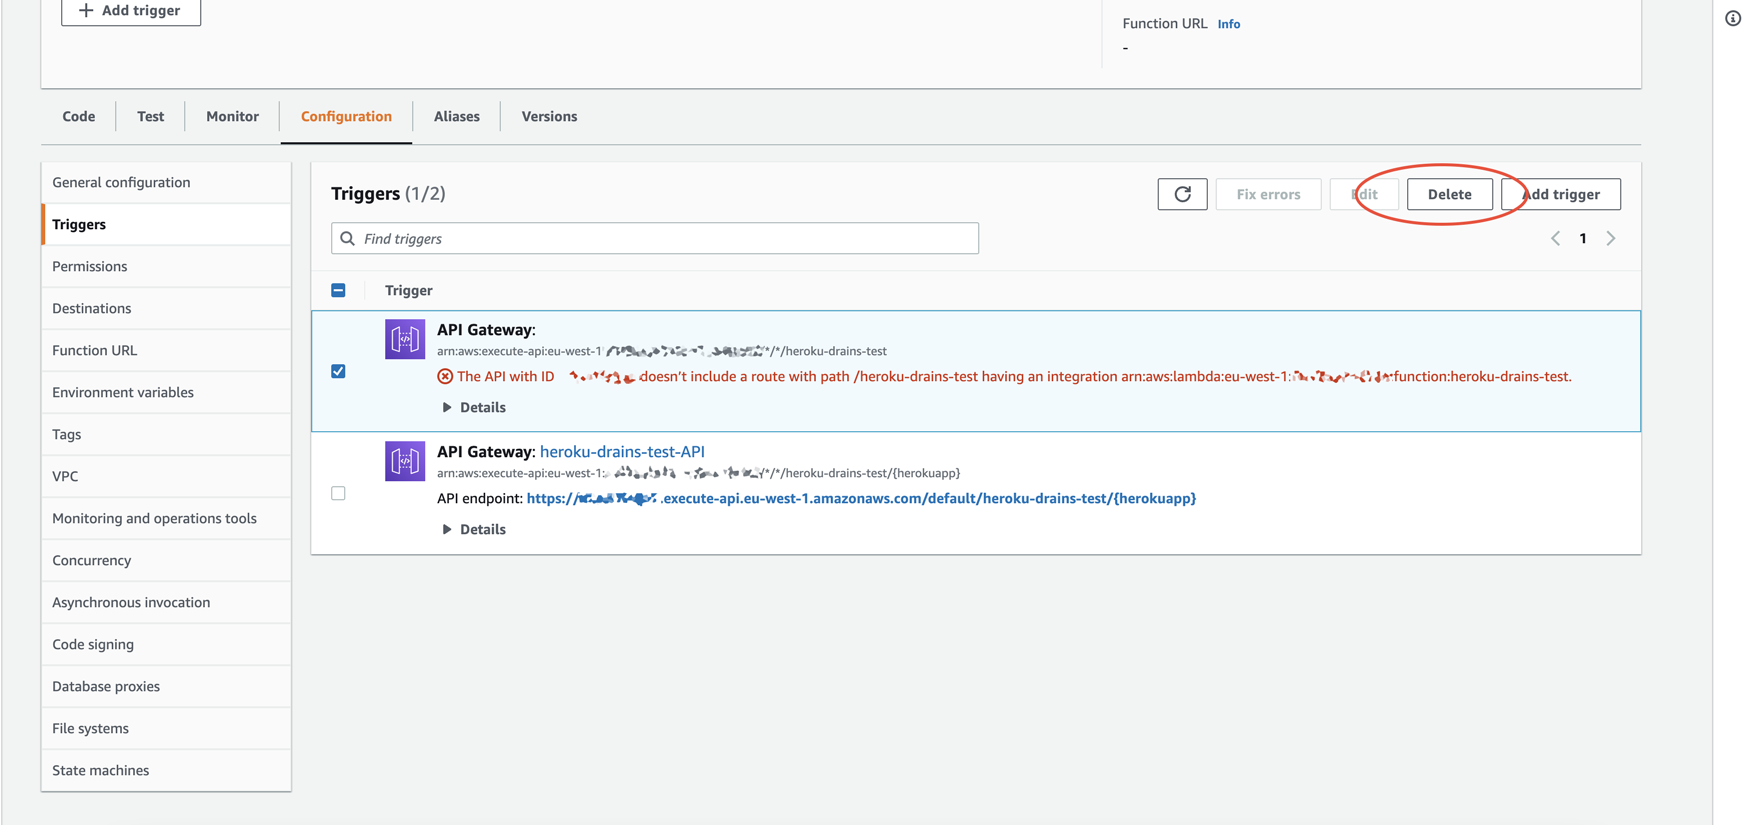 Add trigger
Function URL Info
-
Code Test Monitor Configuration Aliases Versions
General configuration
Triggers
Permissions
Destinations
Function URL
Environment variables
Tags
VPC
Monitoring and operations tools
Concurrency
Asynchronous invocation
Code signing
Database proxies
File systems
State machines
Triggers (1/2)
Fix errors Edit Delete Add trigger
Find triggers
1
Trigger
API Gateway:
arn:aws:execute-api:eu-west-1 */*/heroku-drains-test
The API with ID doesn't include a route with path /heroku-drains-test having an integration arn:aws:lambda:eu-west-1: :function:heroku-drains-test.
Details
API Gateway: heroku-drains-test-API
arn:aws:execute-api:eu-west-1: /*/*/heroku-drains-test/{herokuapp}
API endpoint: https:// .execute-api.eu-west-1.amazonaws.com/default/heroku-drains-test/{herokuapp}
Details